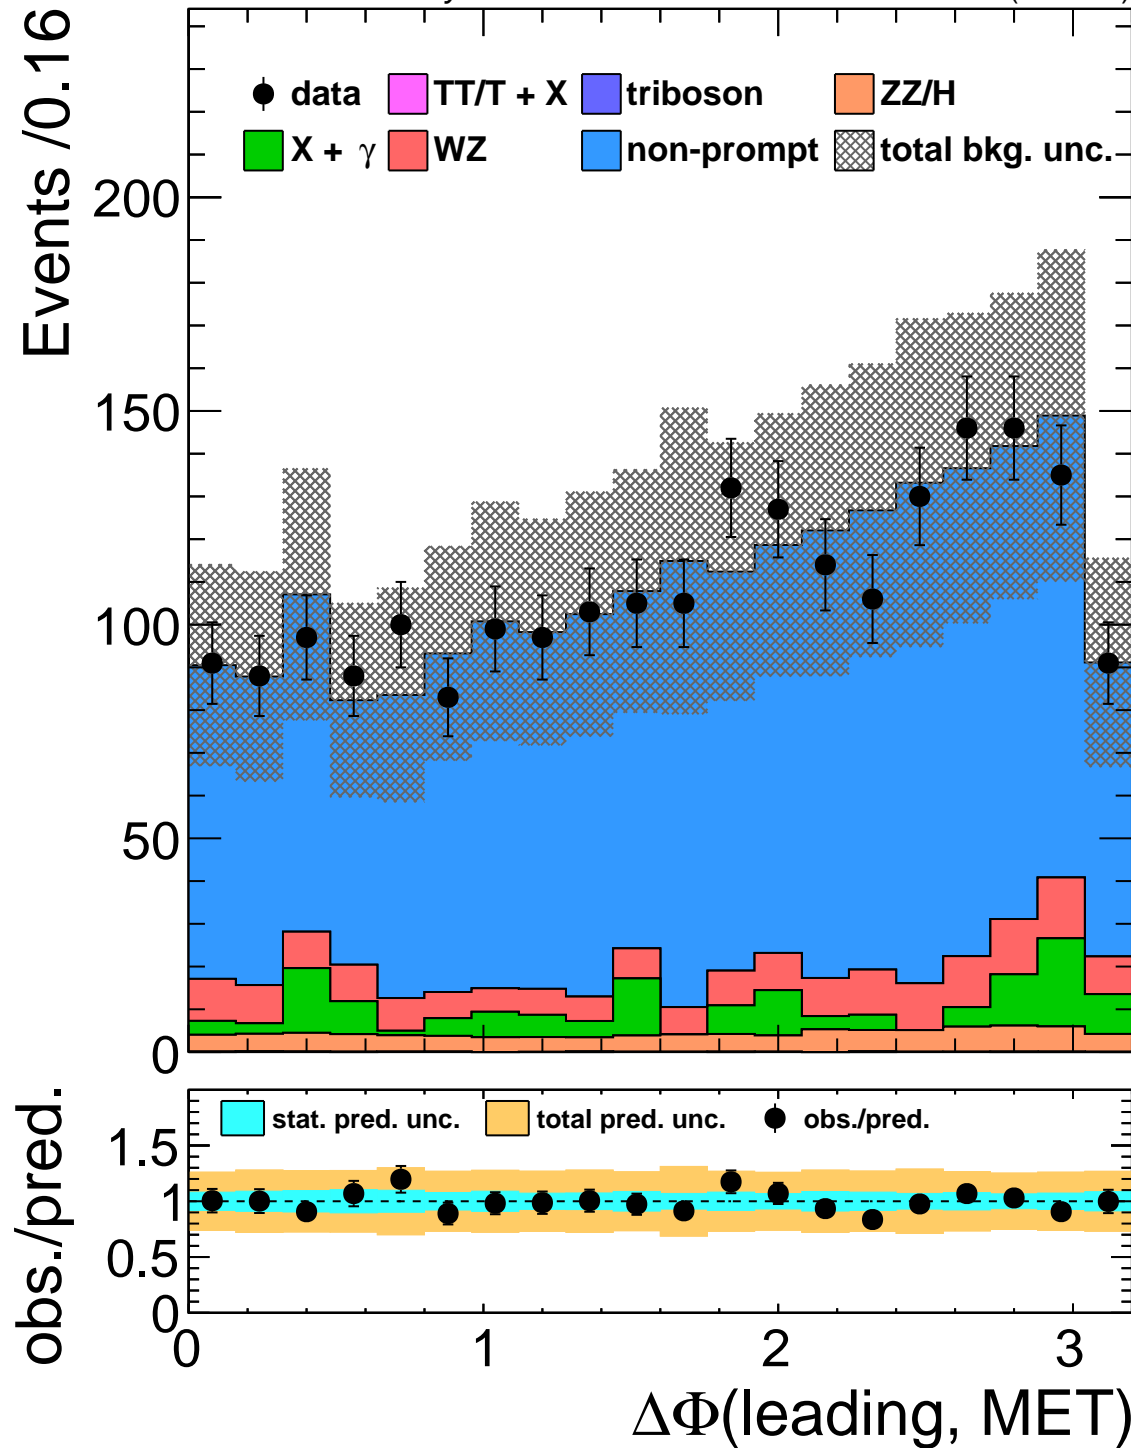 data TT/T + X triboson ZZ/H
X + γ WZ non-prompt total bkg. unc.
Events /0.16
200
150
100
50
0
stat. pred. unc. total pred. unc. obs./pred.
obs./pred.
1.5
1
0.5
0
0 1 2 3
ΔΦ(leading, MET)